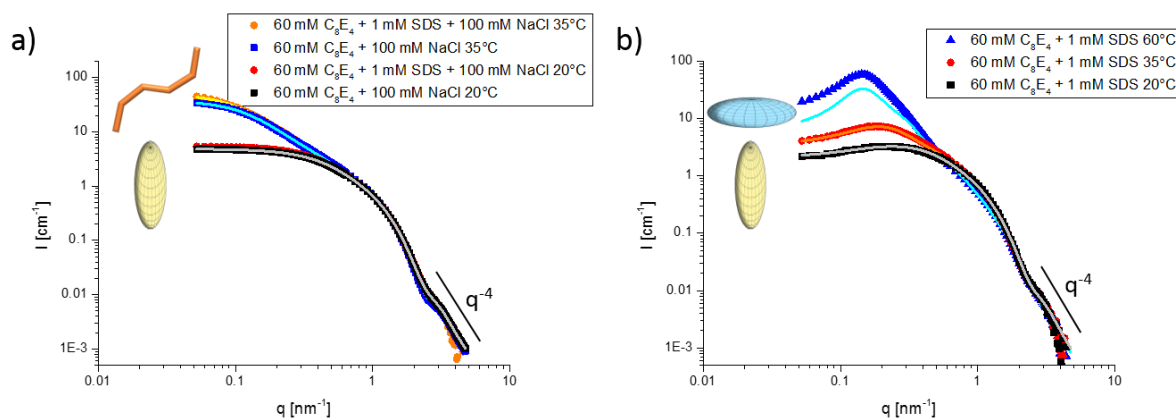 a)
60 mM C₈E₄ + 1 mM SDS + 100 mM NaCl 35°C
60 mM C₈E₄ + 100 mM NaCl 35°C
60 mM C₈E₄ + 1 mM SDS + 100 mM NaCl 20°C
60 mM C₈E₄ + 100 mM NaCl 20°C
100
10
1
0.1
0.01
1E-3
I [cm⁻¹]
q⁻⁴
0.01
0.1
1
10
q [nm⁻¹]
b)
60 mM C₈E₄ + 1 mM SDS 60°C
60 mM C₈E₄ + 1 mM SDS 35°C
60 mM C₈E₄ + 1 mM SDS 20°C
100
10
1
0.1
0.01
1E-3
I [cm⁻¹]
q⁻⁴
0.01
0.1
1
10
q [nm⁻¹]